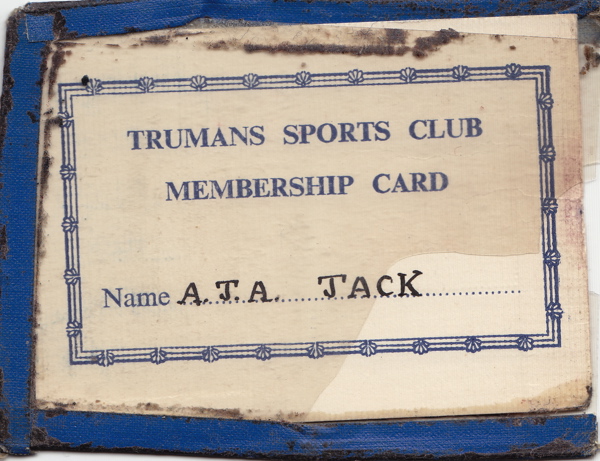 TRUMANS SPORTS CLUB
MEMBERSHIP CARD
Name A.T.A. JACK